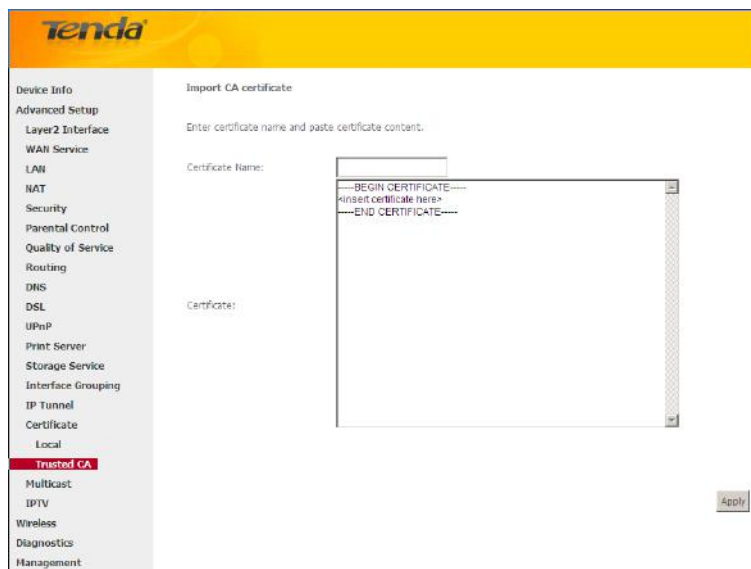 Tenda
Device Info
Advanced Setup
Layer2 Interface
WAN Service
LAN
NAT
Security
Parental Control
Quality of Service
Routing
DNS
DSL
UPnP
Print Server
Storage Service
Interface Grouping
IP Tunnel
Certificate
Local
Trusted CA
Multicast
IPTV
Wireless
Diagnostics
Management
Import CA certificate
Enter certificate name and paste certificate content.
Certificate Name:
Certificate:
-----BEGIN CERTIFICATE-----
<insert certificate here>
-----END CERTIFICATE-----
Apply